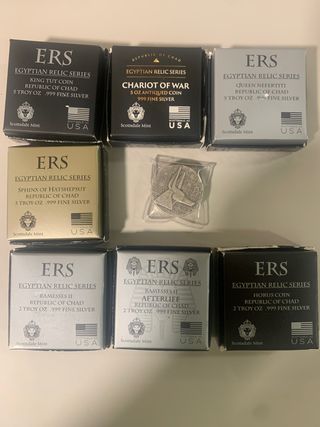 ERS
EGYPTIAN RELIC SERIES
KING TUT COIN
REPUBLIC OF CHAD
5 TROY OZ .999 FINE SILVER
Scottsdale Mint
USA
REPUBLIC OF CHAD
EGYPTIAN RELIC SERIES
CHARIOT OF WAR
5 OZ ANTIQUED COIN
.999 FINE SILVER
Scottsdale Mint
USA
ERS
EGYPTIAN RELIC SERIES
QUEEN NEFERTITI
REPUBLIC OF CHAD
5 TROY OZ .999 FINE SILVER
Scottsdale Mint
USA
ERS
EGYPTIAN RELIC SERIES
SPHINX OF HATSHEPSUT
REPUBLIC OF CHAD
5 TROY OZ .999 FINE SILVER
Scottsdale Mint
USA
ERS
EGYPTIAN RELIC SERIES
RAMESSES II
REPUBLIC OF CHAD
2 TROY OZ .999 FINE SILVER
Scottsdale Mint
USA
ERS
EGYPTIAN RELIC SERIES
RAMESSES II
AFTERLIFE
REPUBLIC OF CHAD
2 TROY OZ .999 FINE SILVER
Scottsdale Mint
USA
ERS
EGYPTIAN RELIC SERIES
HORUS COIN
REPUBLIC OF CHAD
2 TROY OZ .999 FINE SILVER
Scottsdale Mint
USA